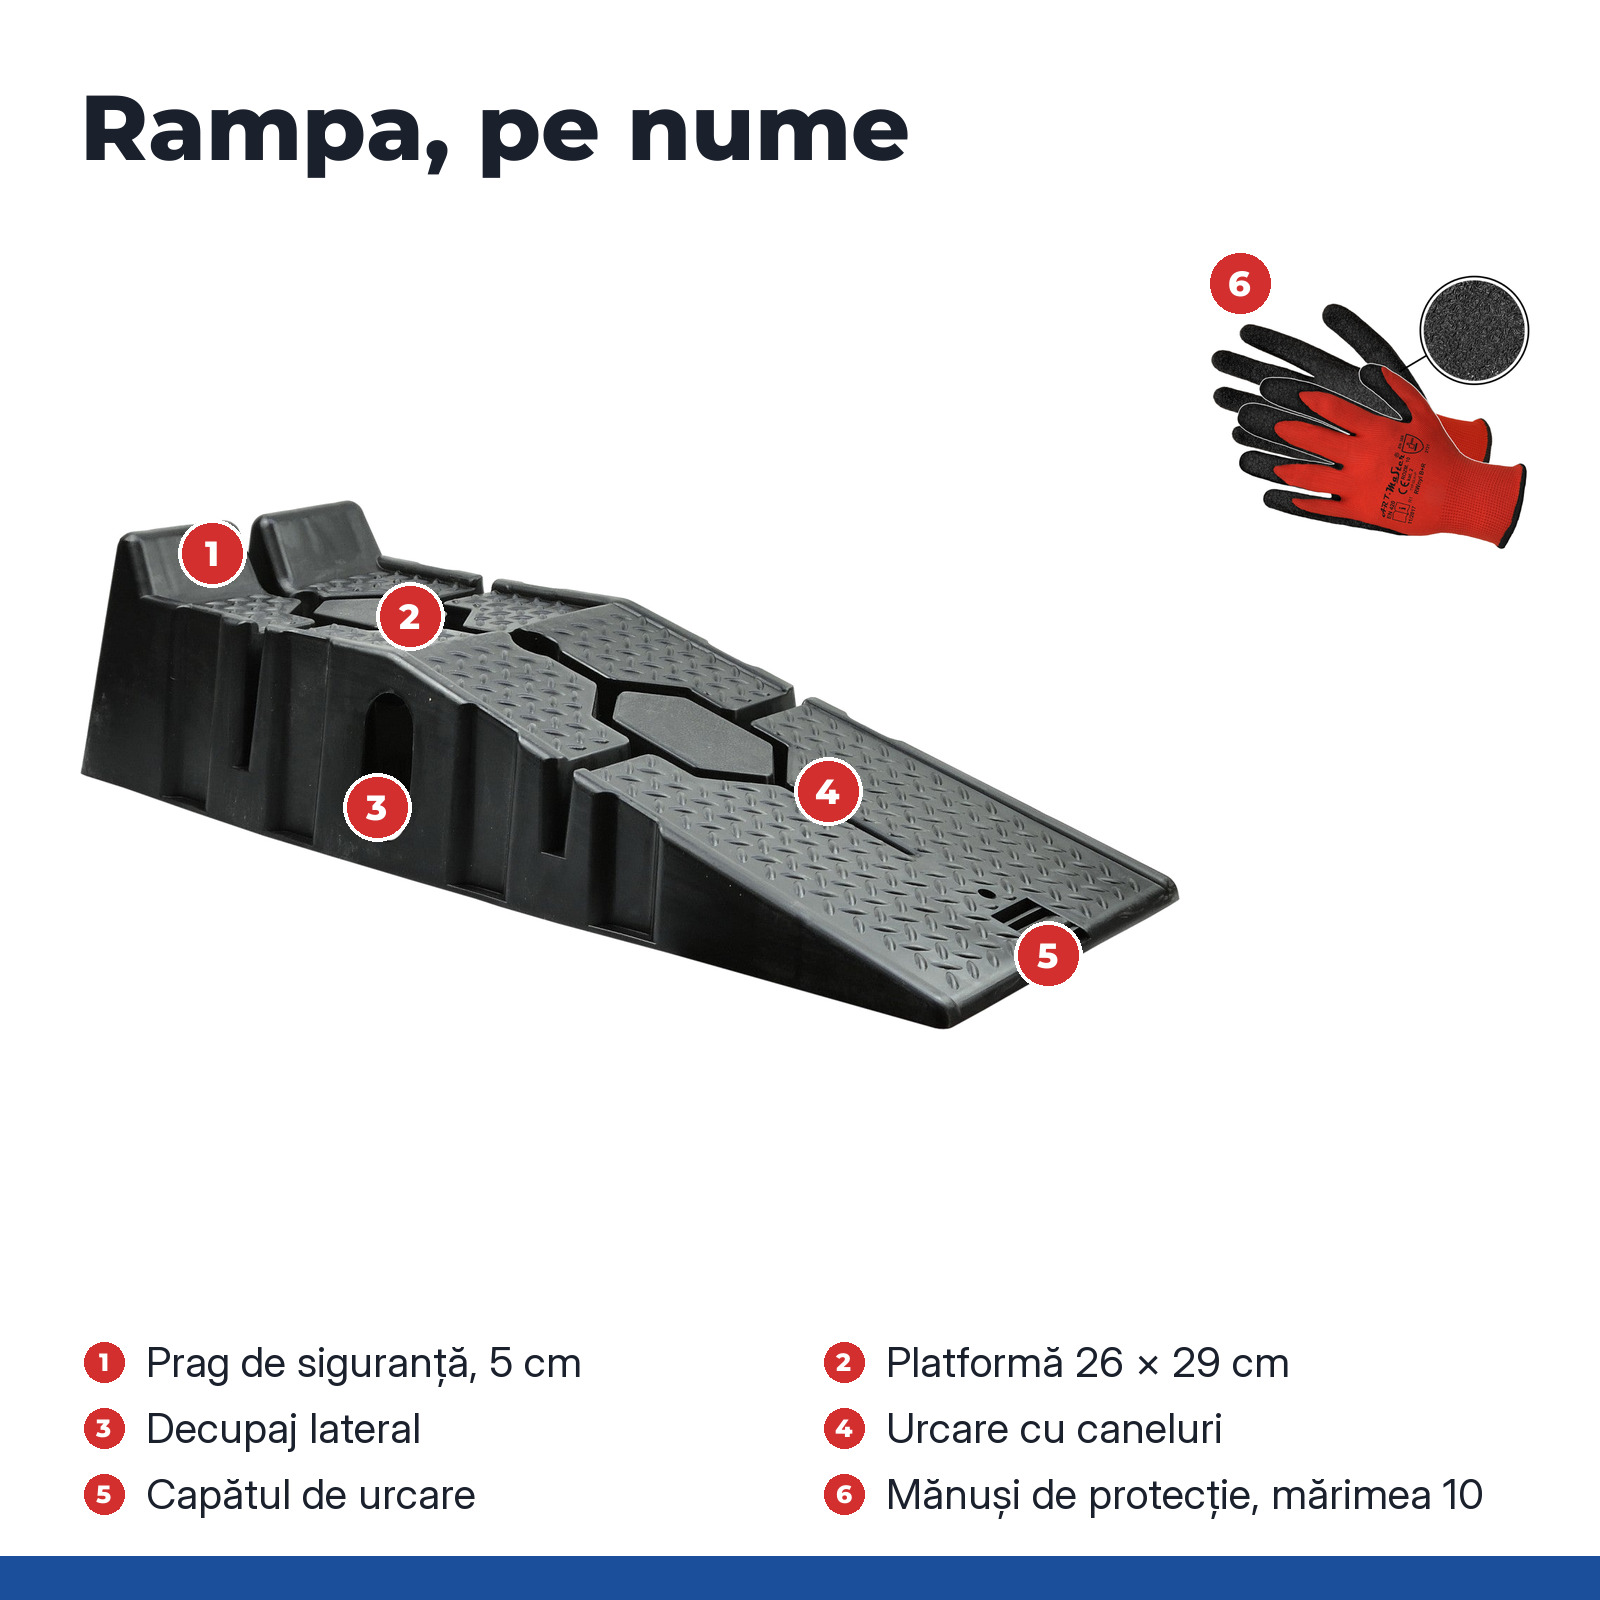 Rampa, pe nume
6
1
2
3
4
5
1 Prag de siguranță, 5 cm
2 Platformă 26 × 29 cm
3 Decupaj lateral
4 Urcare cu caneluri
5 Capătul de urcare
6 Mănuși de protecție, mărimea 10